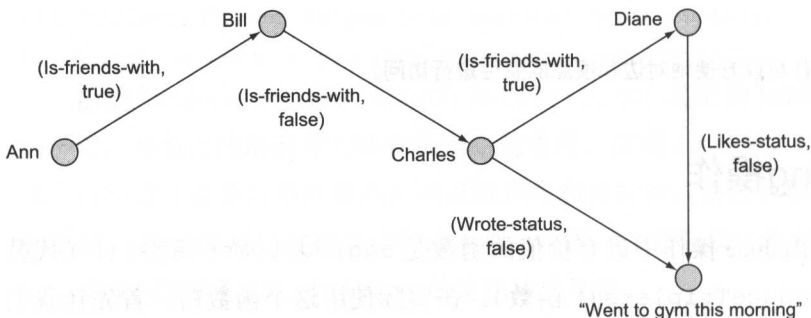 Bill
Diane
(Is-friends-with,
true)
(Is-friends-with,
true)
(Is-friends-with,
false)
Ann
Charles
(Likes-status,
false)
(Wrote-status,
false)
"Went to gym this morning"